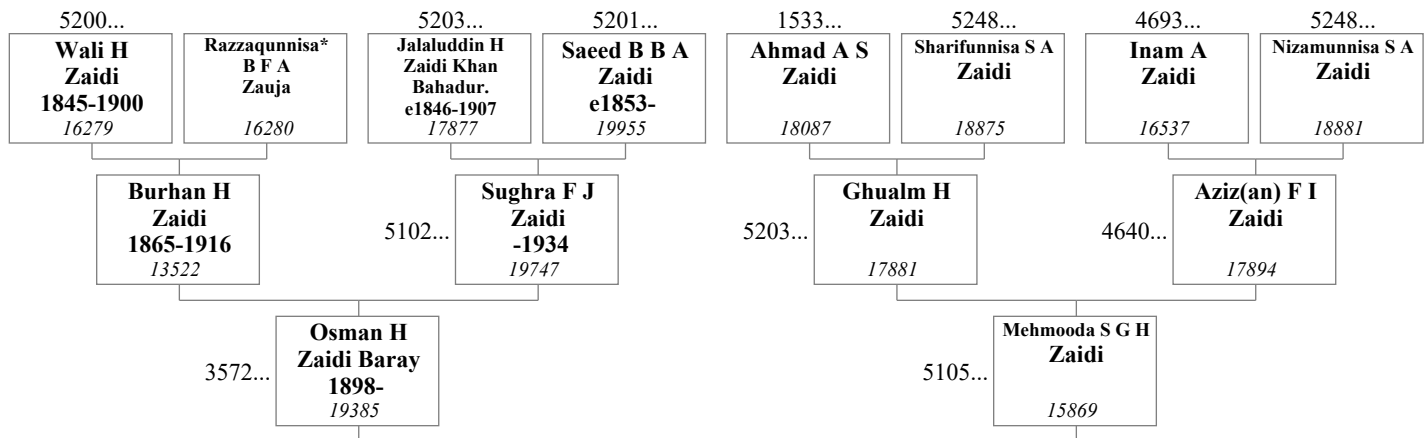 5200...
5203...
5201...
1533...
5248...
4693...
5248...
Wali H
Zaidi
1845-1900
16279
Razzaqunnisa*
B F A
Zauja
16280
Jalaluddin H
Zaidi Khan
Bahadur.
e1846-1907
17877
Saeed B B A
Zaidi
e1853-
19955
Ahmad A S
Zaidi
18087
Sharifunnisa S A
Zaidi
18875
Inam A
Zaidi
16537
Nizamunnisa S A
Zaidi
18881
Burhan H
Zaidi
1865-1916
13522
5102...
Sughra F J
Zaidi
-1934
19747
5203...
Ghualm H
Zaidi
17881
4640...
Aziz(an) F I
Zaidi
17894
3572...
Osman H
Zaidi Baray
1898-
19385
5105...
Mehmooda S G H
Zaidi
15869